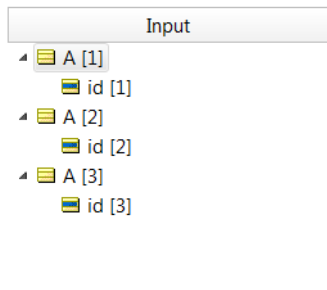 Input
A [1]
id [1]
A [2]
id [2]
A [3]
id [3]